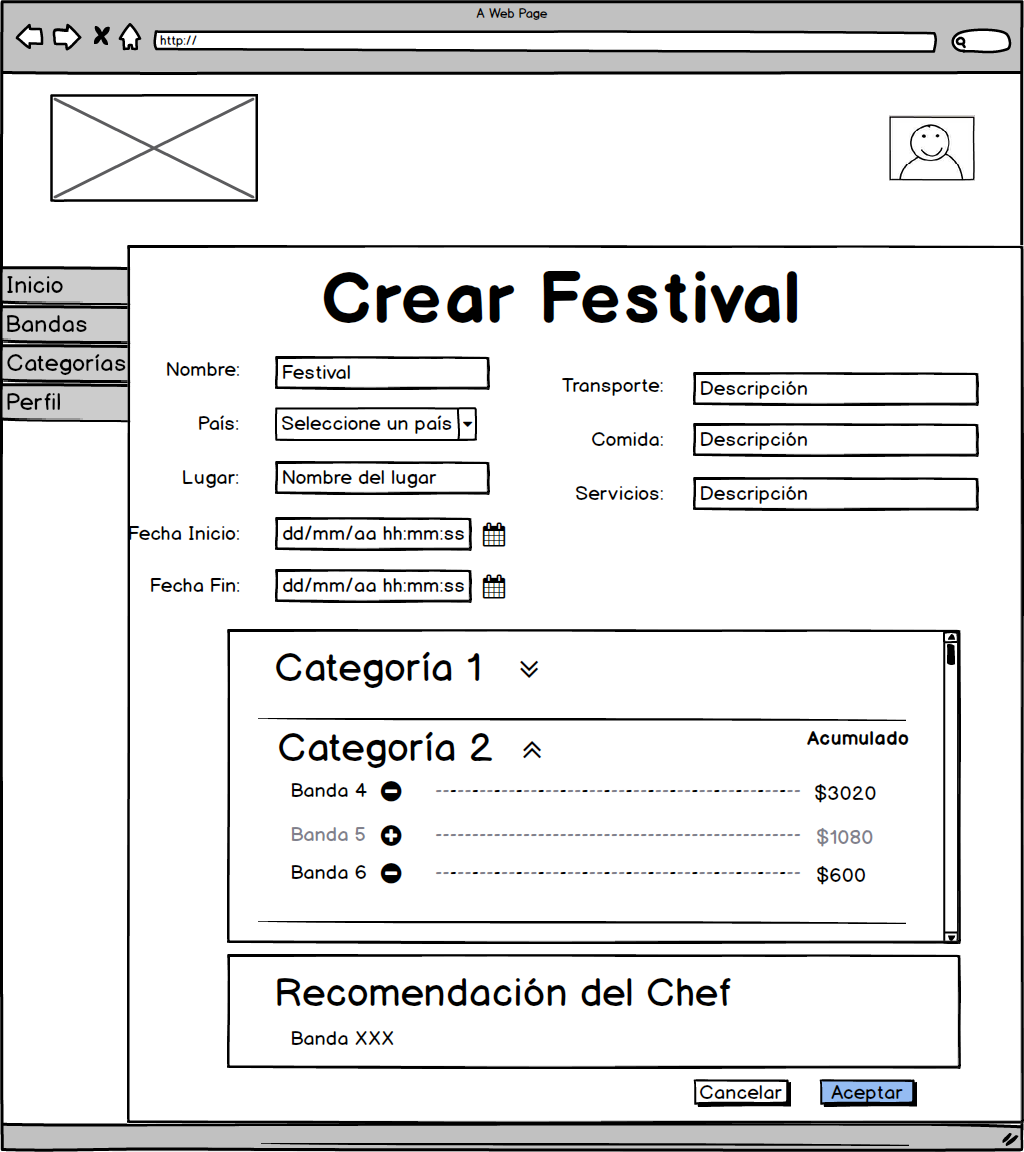 A Web Page
http://
Inicio
Bandas
Categorías
Perfil
Crear Festival
Nombre: Festival
País: Seleccione un país
Lugar: Nombre del lugar
Fecha Inicio: dd/mm/aa hh:mm:ss
Fecha Fin: dd/mm/aa hh:mm:ss
Transporte: Descripción
Comida: Descripción
Servicios: Descripción
Categoría 1
Categoría 2
Acumulado
Banda 4 $3020
Banda 5 $1080
Banda 6 $600
Recomendación del Chef
Banda XXX
Cancelar Aceptar